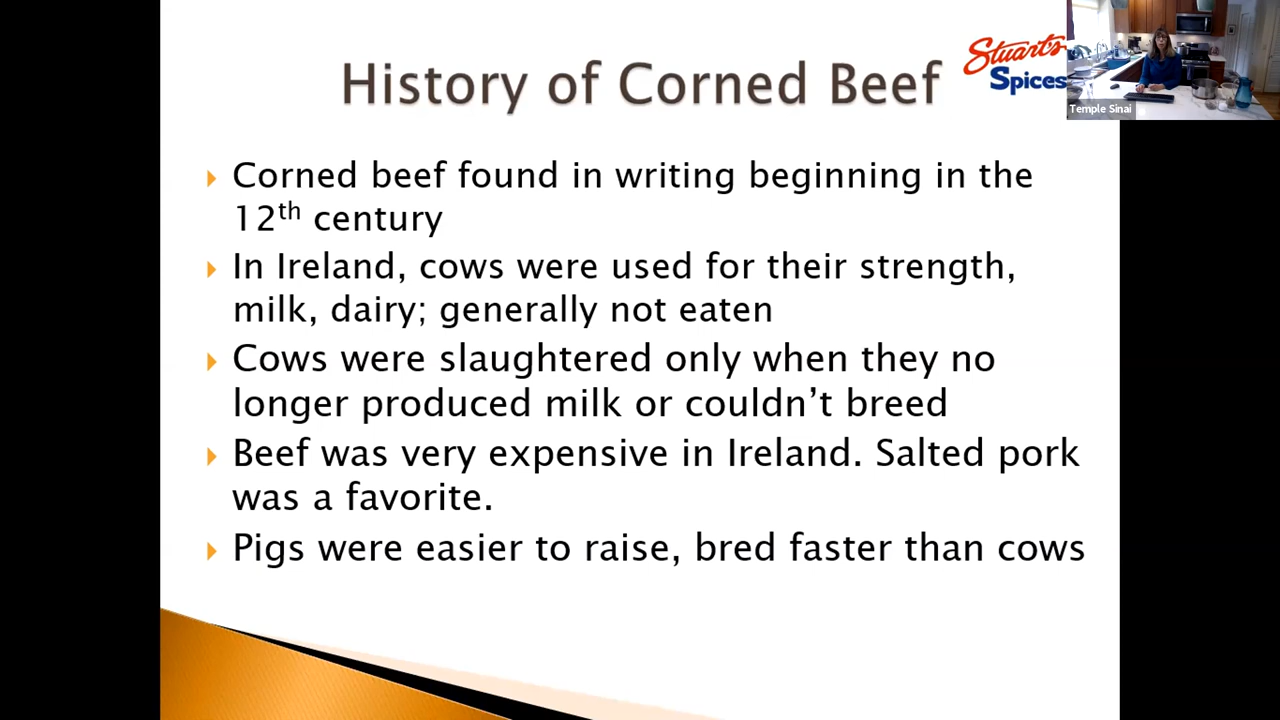 History of Corned Beef
Stuart's
Spices
Temple Sinai
Corned beef found in writing beginning in the
12th century
In Ireland, cows were used for their strength,
milk, dairy; generally not eaten
Cows were slaughtered only when they no
longer produced milk or couldn’t breed
Beef was very expensive in Ireland. Salted pork
was a favorite.
Pigs were easier to raise, bred faster than cows